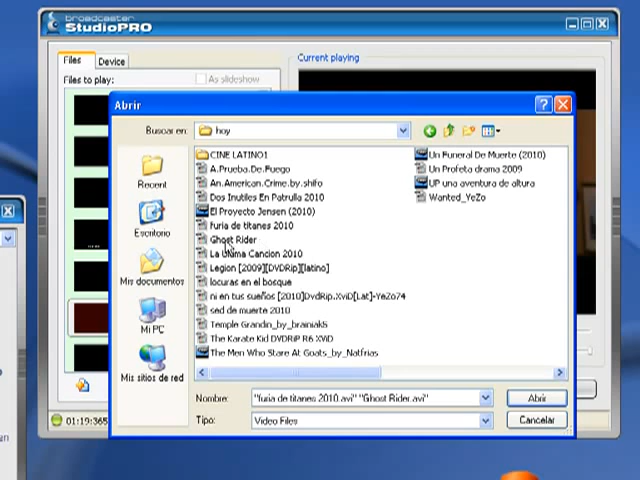 broadcaster
StudioPRO
Files
Device
Current playing
Files to play:
As slideshow
Abrir
Buscar en:
hoy
Recent
Escritorio
Mis documentos
Mi PC
Mis sitios de red
CINE LATINO1
A.Prueba.De.Fuego
An.American.Crime.by.shifo
Dos Inutiles En Patrulla 2010
El Proyecto Jensen (2010)
furia de titanes 2010
Ghost Rider
La Ultima Cancion 2010
Legion [2009][DVDRip][latino]
locuras en el bosque
ni en tus sueños [2010]DvdRip.XviD[Lat]-YeZo74
sed de muerte 2010
Temple Grandin_by_brainiak5
The Karate Kid DVDRiP R6 XViD
The Men Who Stare At Goats_by_Natfrias
Un Funeral De Muerte (2010)
Un Profeta drama 2009
UP una aventura de altura
Wanted_YeZo
Nombre:
"furia de titanes 2010.avi" "Ghost Rider.avi"
Abrir
Tipo:
Video Files
Cancelar
01:19:365